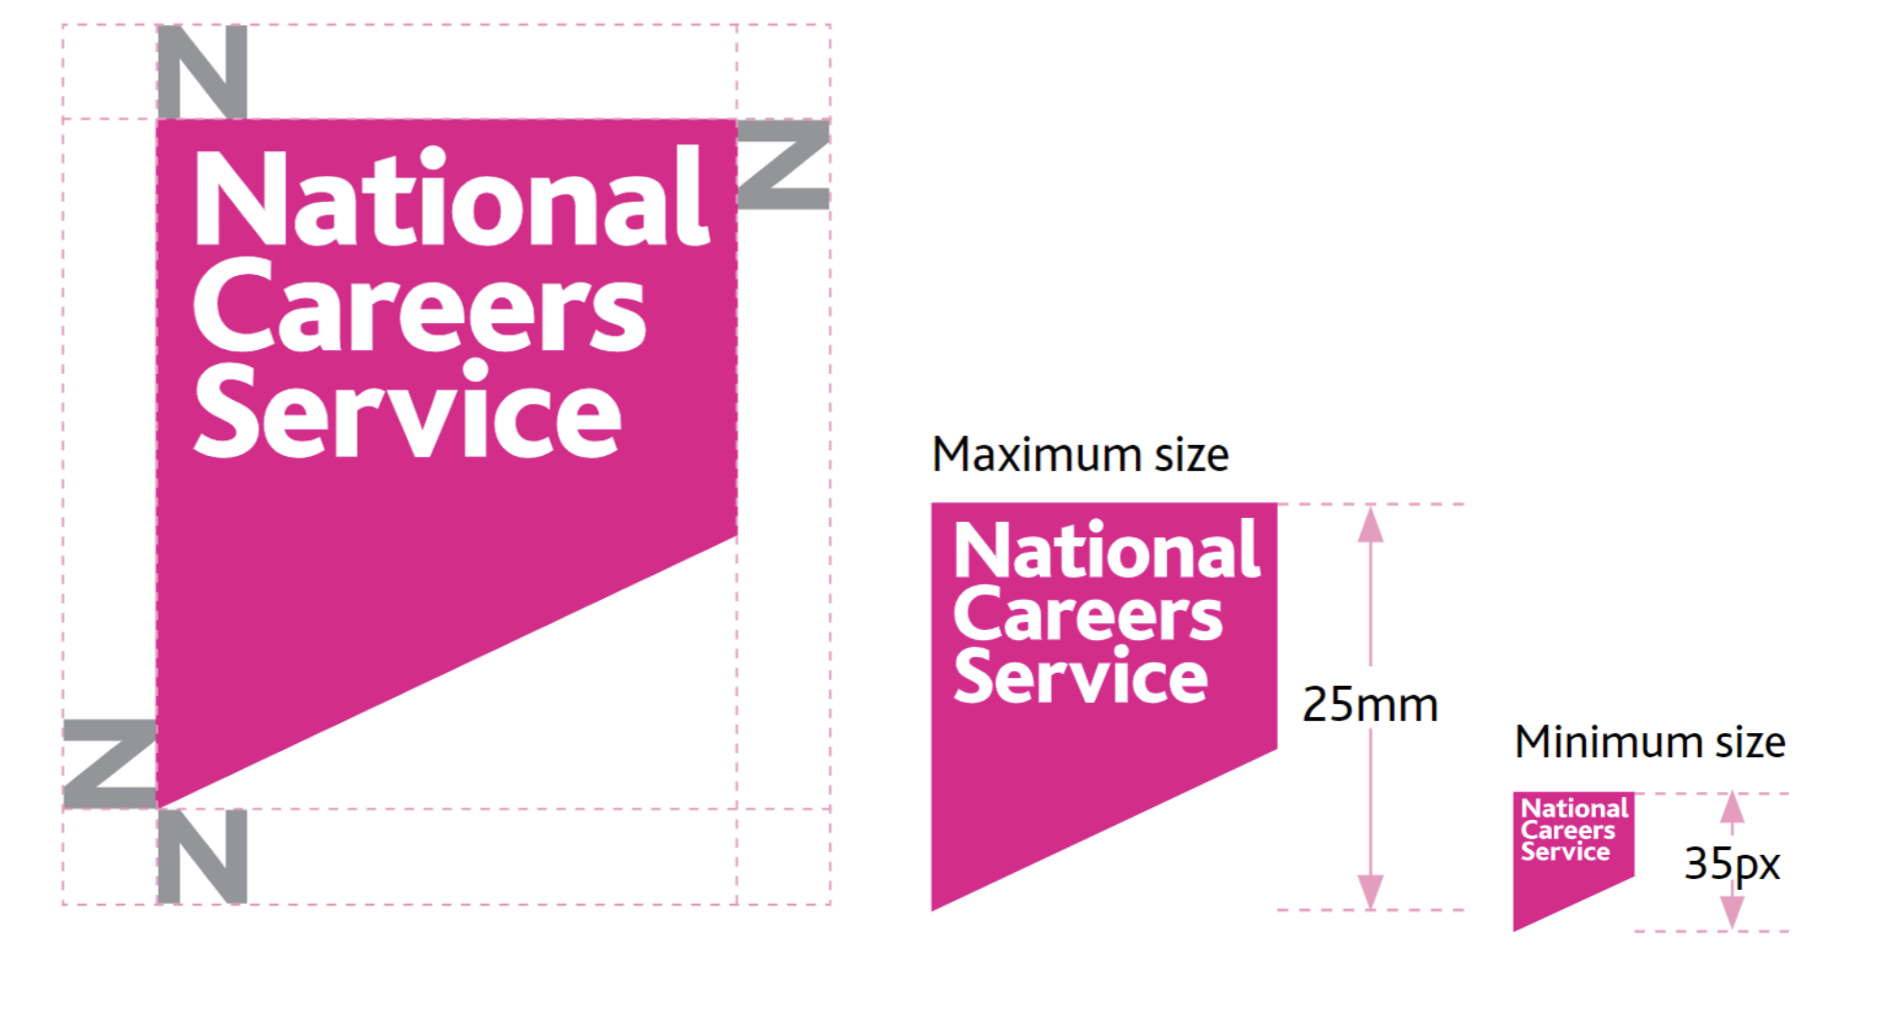 N
National
Careers
Service
N
N
N
Maximum size
National
Careers
Service
25mm
Minimum size
National
Careers
Service
35px